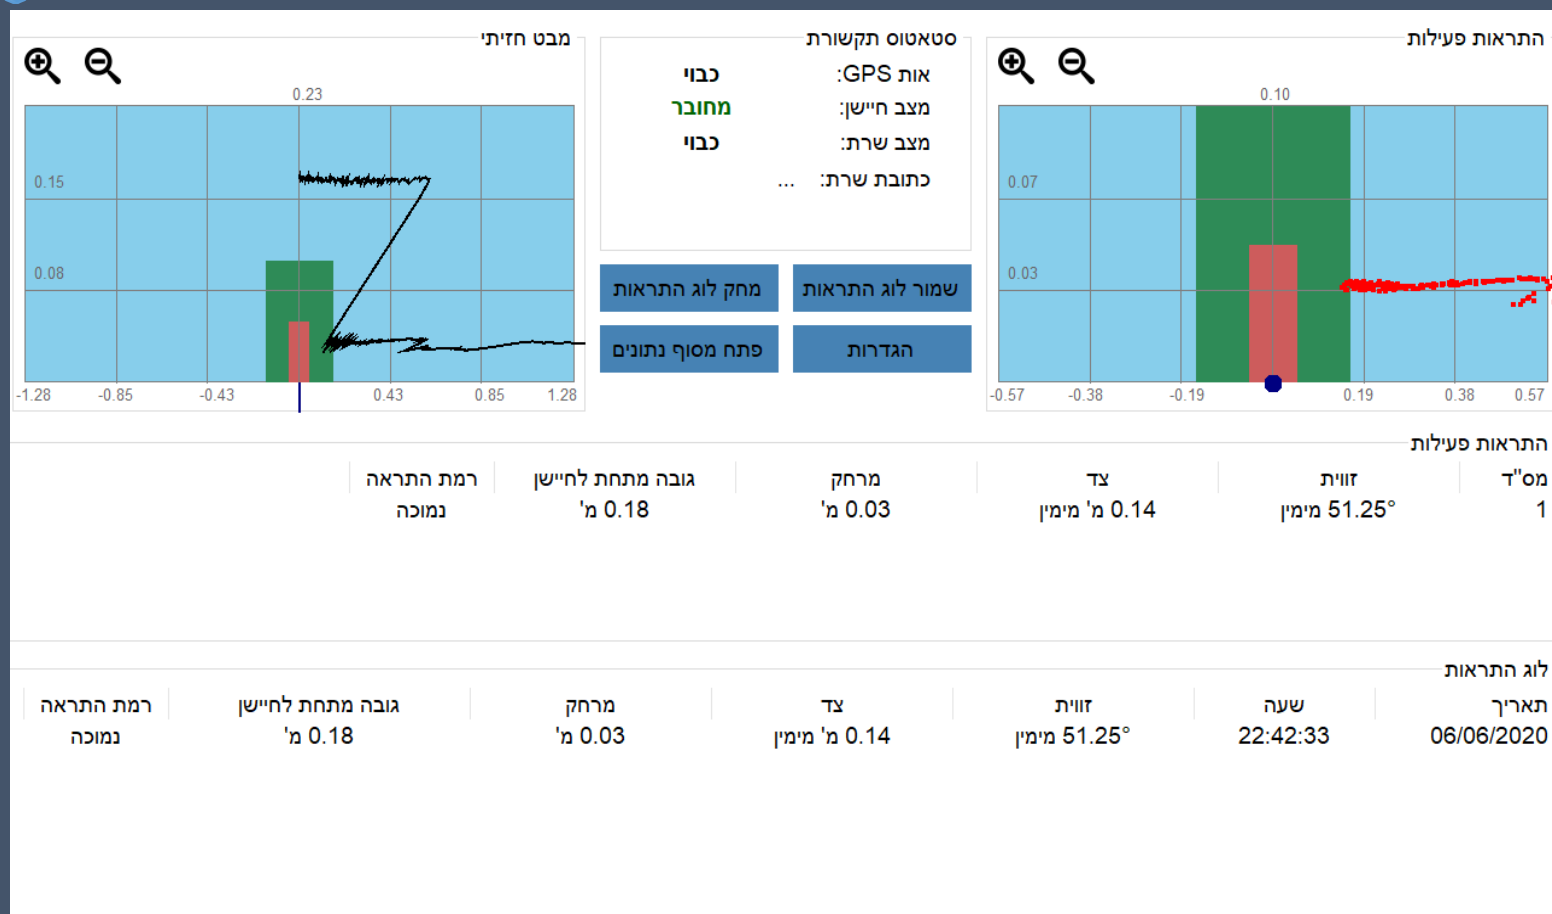 התראות פעילות
0.10
0.07
0.03
-0.57 -0.38 -0.19 0.19 0.38 0.57
סטאטוס תקשורת
אות GPS: כבוי
מצב חיישן: מחובר
מצב שרת: כבוי
כתובת שרת: ...
שמור לוג התראות
מחק לוג התראות
הגדרות
פתח מסוף נתונים
מבט חזיתי
0.23
0.15
0.08
-1.28 -0.85 -0.43 0.43 0.85 1.28
התראות פעילות
מס"ד זווית צד מרחק גובה מתחת לחיישן רמת התראה
1 51.25° מימין 0.14 מ' מימין 0.03 מ' 0.18 מ' נמוכה
לוג התראות
תאריך שעה זווית צד מרחק גובה מתחת לחיישן רמת התראה
06/06/2020 22:42:33 51.25° מימין 0.14 מ' מימין 0.03 מ' 0.18 מ' נמוכה